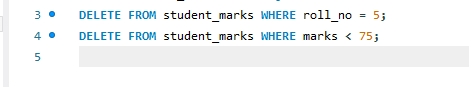 3 DELETE FROM student_marks WHERE roll_no = 5;
4 DELETE FROM student_marks WHERE marks < 75;
5